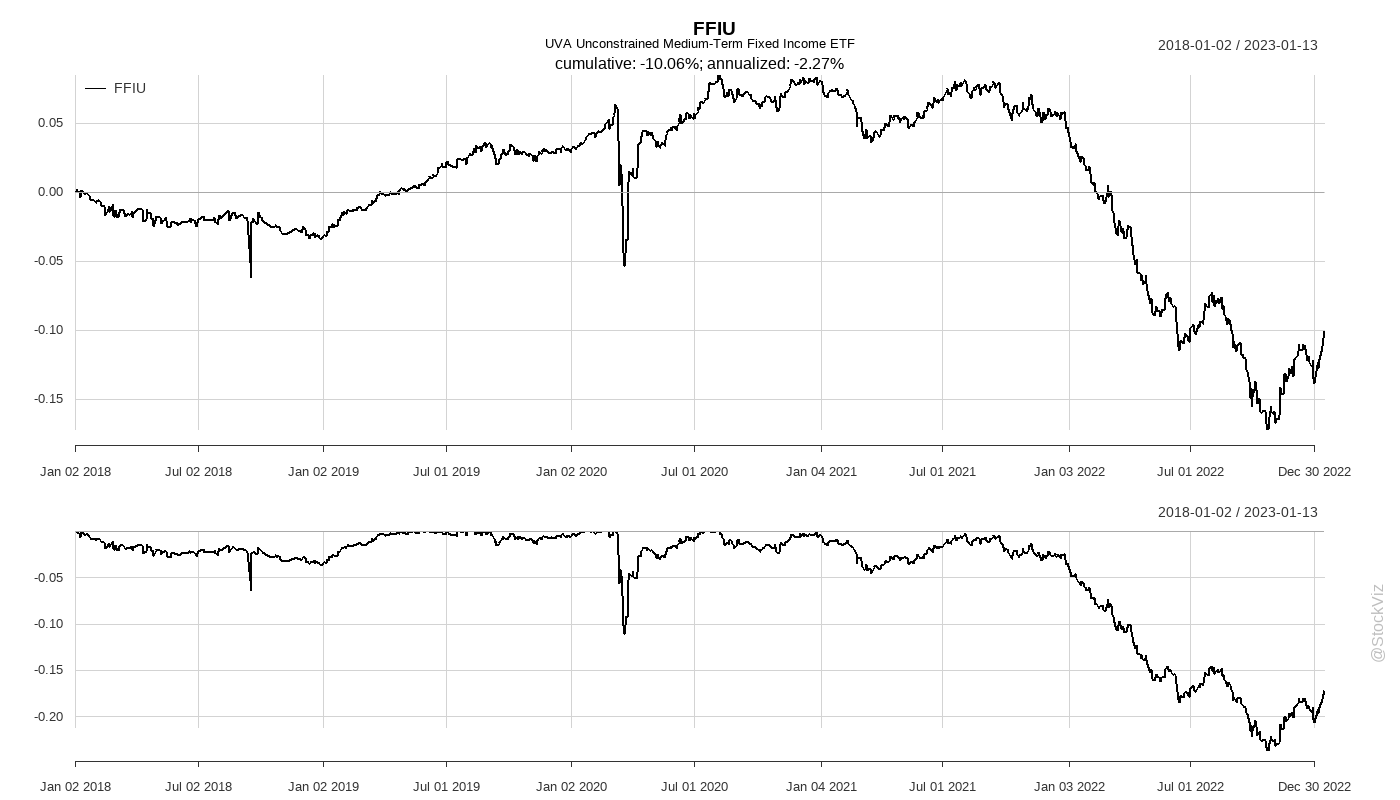 FFIU
UVA Unconstrained Medium-Term Fixed Income ETF
2018-01-02 / 2023-01-13
cumulative: -10.06%; annualized: -2.27%
FFIU
0.05
0.00
-0.05
-0.10
-0.15
Jan 02 2018 Jul 02 2018 Jan 02 2019 Jul 01 2019 Jan 02 2020 Jul 01 2020 Jan 04 2021 Jul 01 2021 Jan 03 2022 Jul 01 2022 Dec 30 2022
2018-01-02 / 2023-01-13
-0.05
-0.10
-0.15
-0.20
Jan 02 2018 Jul 02 2018 Jan 02 2019 Jul 01 2019 Jan 02 2020 Jul 01 2020 Jan 04 2021 Jul 01 2021 Jan 03 2022 Jul 01 2022 Dec 30 2022
@StockViz